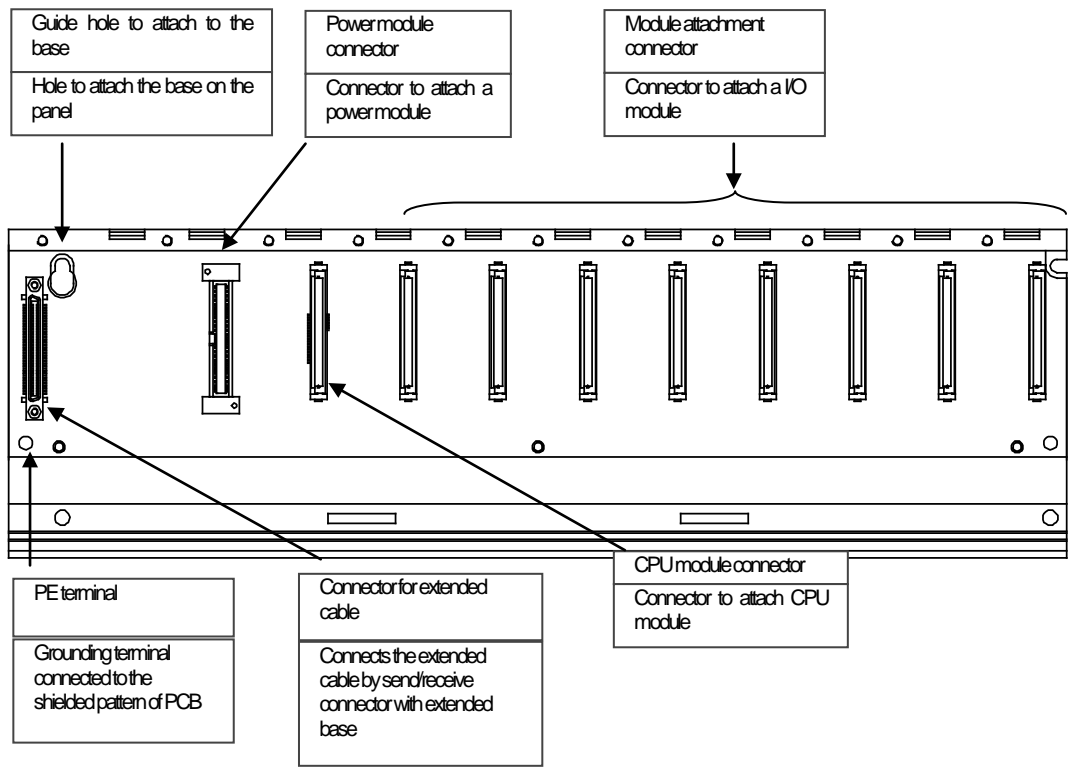 Guide hole to attach to the
base
Hole to attach the base on the
panel
Power module
connector
Connector to attach a
power module
Module attachment
connector
Connector to attach a I/O
module
PE terminal
Grounding terminal
connected to the
shielded pattern of PCB
Connector for extended
cable
Connects the extended
cable by send/receive
connector with extended
base
CPU module connector
Connector to attach CPU
module